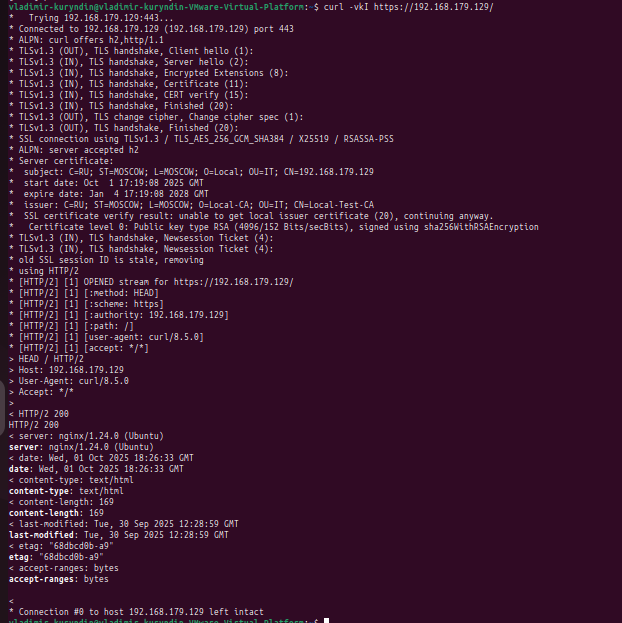 vladimir-kuryndin@vladimir-kuryndin-VMware-Virtual-Platform:~$ curl -vkI https://192.168.179.129/
*   Trying 192.168.179.129:443...
* Connected to 192.168.179.129 (192.168.179.129) port 443
* ALPN: curl offers h2,http/1.1
* TLSv1.3 (OUT), TLS handshake, Client hello (1):
* TLSv1.3 (IN), TLS handshake, Server hello (2):
* TLSv1.3 (IN), TLS handshake, Encrypted Extensions (8):
* TLSv1.3 (IN), TLS handshake, Certificate (11):
* TLSv1.3 (IN), TLS handshake, CERT verify (15):
* TLSv1.3 (IN), TLS handshake, Finished (20):
* TLSv1.3 (OUT), TLS change cipher, Change cipher spec (1):
* TLSv1.3 (OUT), TLS handshake, Finished (20):
* SSL connection using TLSv1.3 / TLS_AES_256_GCM_SHA384 / X25519 / RSASSA-PSS
* ALPN: server accepted h2
* Server certificate:
*  subject: C=RU; ST=MOSCOW; L=MOSCOW; O=Local; OU=IT; CN=192.168.179.129
*  start date: Oct  1 17:19:08 2025 GMT
*  expire date: Jan  4 17:19:08 2028 GMT
*  issuer: C=RU; ST=MOSCOW; L=MOSCOW; O=Local-CA; OU=IT; CN=Local-Test-CA
*  SSL certificate verify result: unable to get local issuer certificate (20), continuing anyway.
*   Certificate level 0: Public key type RSA (4096/152 Bits/secBits), signed using sha256WithRSAEncryption
* TLSv1.3 (IN), TLS handshake, Newsession Ticket (4):
* TLSv1.3 (IN), TLS handshake, Newsession Ticket (4):
* old SSL session ID is stale, removing
* using HTTP/2
* [HTTP/2] [1] OPENED stream for https://192.168.179.129/
* [HTTP/2] [1] [:method: HEAD]
* [HTTP/2] [1] [:scheme: https]
* [HTTP/2] [1] [:authority: 192.168.179.129]
* [HTTP/2] [1] [:path: /]
* [HTTP/2] [1] [user-agent: curl/8.5.0]
* [HTTP/2] [1] [accept: */*]
> HEAD / HTTP/2
> Host: 192.168.179.129
> User-Agent: curl/8.5.0
> Accept: */*
>
< HTTP/2 200
HTTP/2 200
< server: nginx/1.24.0 (Ubuntu)
server: nginx/1.24.0 (Ubuntu)
< date: Wed, 01 Oct 2025 18:26:33 GMT
date: Wed, 01 Oct 2025 18:26:33 GMT
< content-type: text/html
content-type: text/html
< content-length: 169
content-length: 169
< last-modified: Tue, 30 Sep 2025 12:28:59 GMT
last-modified: Tue, 30 Sep 2025 12:28:59 GMT
< etag: "68dbcd0b-a9"
etag: "68dbcd0b-a9"
< accept-ranges: bytes
accept-ranges: bytes

<
* Connection #0 to host 192.168.179.129 left intact
vladimir-kuryndin@vladimir-kuryndin-VMware-Virtual-Platform:~$